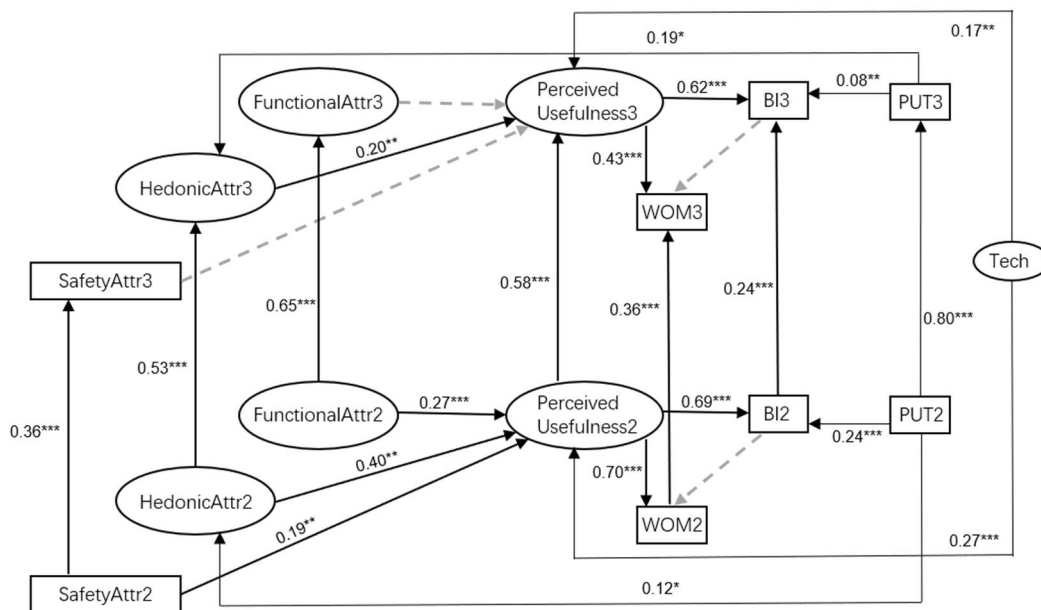 0.19*
0.17**
FunctionalAttr3
Perceived
Usefulness3
0.62***
BI3
0.08**
PUT3
0.20**
0.43***
HedonicAttr3
WOM3
SafetyAttr3
Tech
0.58***
0.24***
0.65***
0.36***
0.80***
0.53***
FunctionalAttr2
0.27***
Perceived
Usefulness2
0.69***
BI2
PUT2
0.36***
0.24***
0.40**
0.70***
HedonicAttr2
WOM2
0.19**
0.27***
SafetyAttr2
0.12*